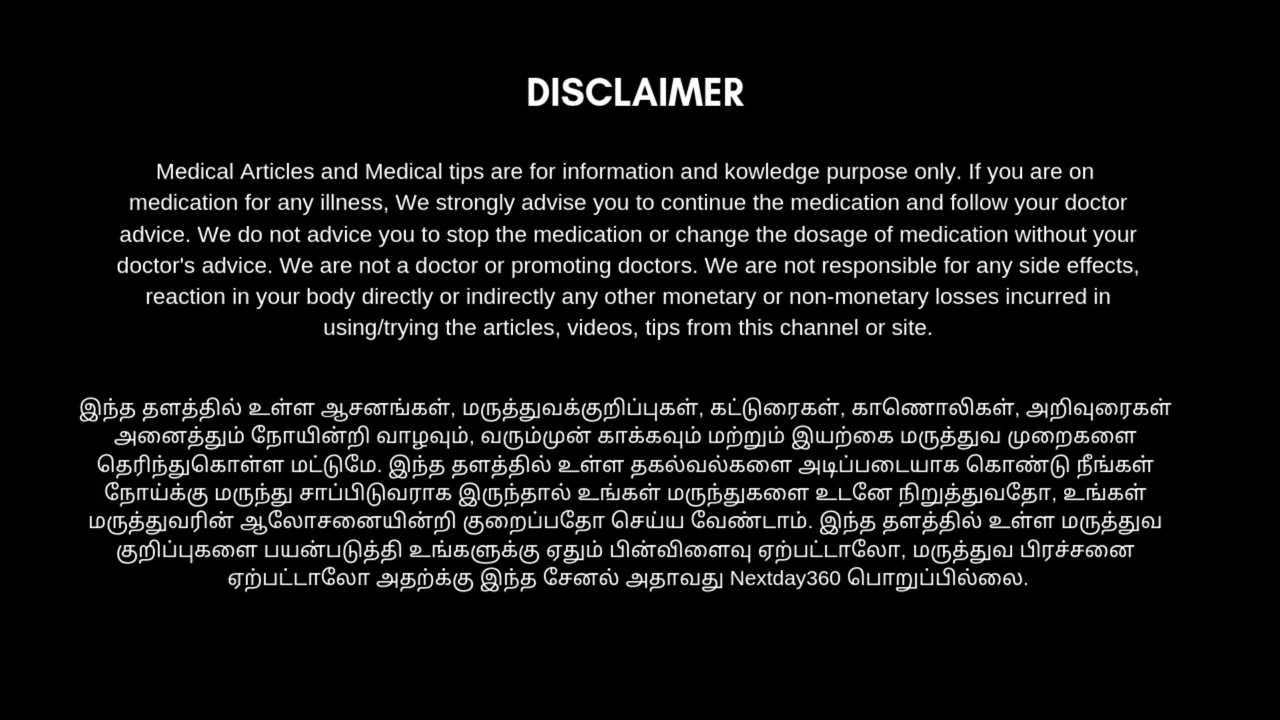 DISCLAIMER
Medical Articles and Medical tips are for information and kowledge purpose only. If you are on
medication for any illness, We strongly advise you to continue the medication and follow your doctor
advice. We do not advice you to stop the medication or change the dosage of medication without your
doctor's advice. We are not a doctor or promoting doctors. We are not responsible for any side effects,
reaction in your body directly or indirectly any other monetary or non-monetary losses incurred in
using/trying the articles, videos, tips from this channel or site.
இந்த தளத்தில் உள்ள ஆசனங்கள், மருத்துவக்குறிப்புகள், கட்டுரைகள், காணொலிகள், அறிவுரைகள்
அனைத்தும் நோயின்றி வாழவும், வரும்முன் காக்கவும் மற்றும் இயற்கை மருத்துவ முறைகளை
தெரிந்துகொள்ள மட்டுமே. இந்த தளத்தில் உள்ள தகல்வல்களை அடிப்படையாக கொண்டு நீங்கள்
நோய்க்கு மருந்து சாப்பிடுவராக இருந்தால் உங்கள் மருந்துகளை உடனே நிறுத்துவதோ, உங்கள்
மருத்துவரின் ஆலோசனையின்றி குறைப்பதோ செய்ய வேண்டாம். இந்த தளத்தில் உள்ள மருத்துவ
குறிப்புகளை பயன்படுத்தி உங்களுக்கு ஏதும் பின்விளைவு ஏற்பட்டாலோ, மருத்துவ பிரச்சனை
ஏற்பட்டாலோ அதற்க்கு இந்த சேனல் அதாவது Nextday360 பொறுப்பில்லை.